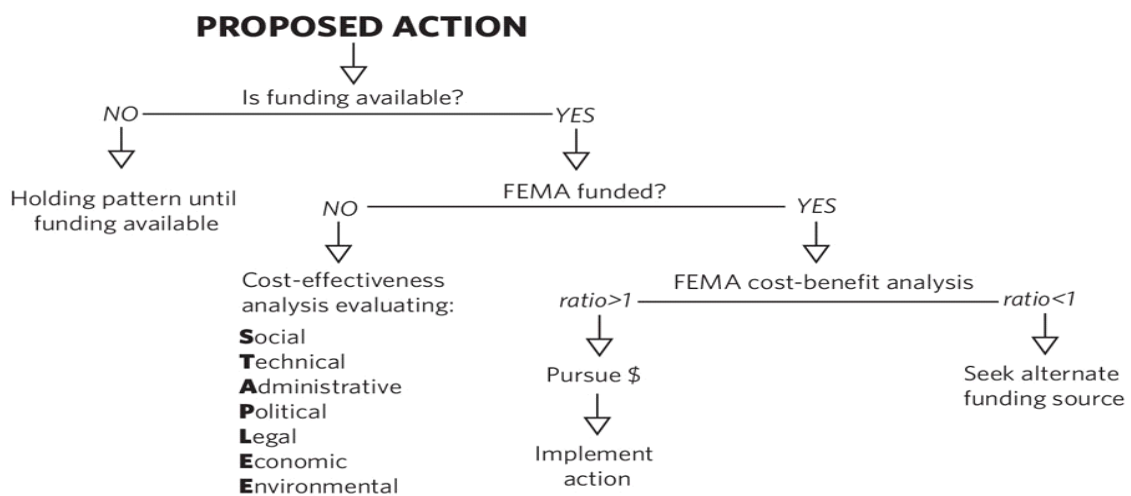 PROPOSED ACTION
Is funding available?
NO
YES
Holding pattern until
funding available
FEMA funded?
NO
YES
Cost-effectiveness
analysis evaluating:
Social
Technical
Administrative
Political
Legal
Economic
Environmental
FEMA cost-benefit analysis
ratio>1
ratio<1
Pursue $
Implement
action
Seek alternate
funding source